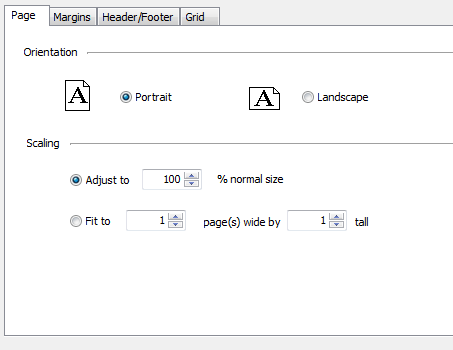 Page Margins Header/Footer Grid
Orientation
A Portrait A Landscape
Scaling
Adjust to 100 % normal size
Fit to 1 page(s) wide by 1 tall